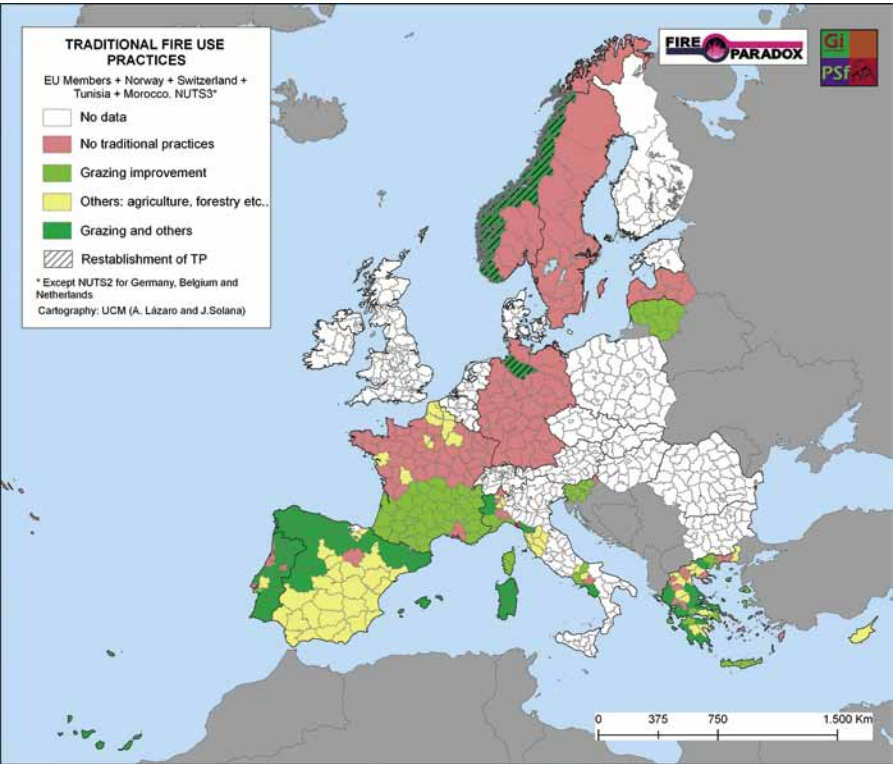 TRADITIONAL FIRE USE
PRACTICES
EU Members + Norway + Switzerland +
Tunisia + Morocco. NUTS3*
No data
No traditional practices
Grazing improvement
Others: agriculture, forestry etc..
Grazing and others
Restablishment of TP
* Except NUTS2 for Germany, Belgium and
Netherlands
Cartography: UCM (A. Lázaro and J.Solana)
FIRE
PARADOX
Gi
PSf
0 375 750 1.500 Km